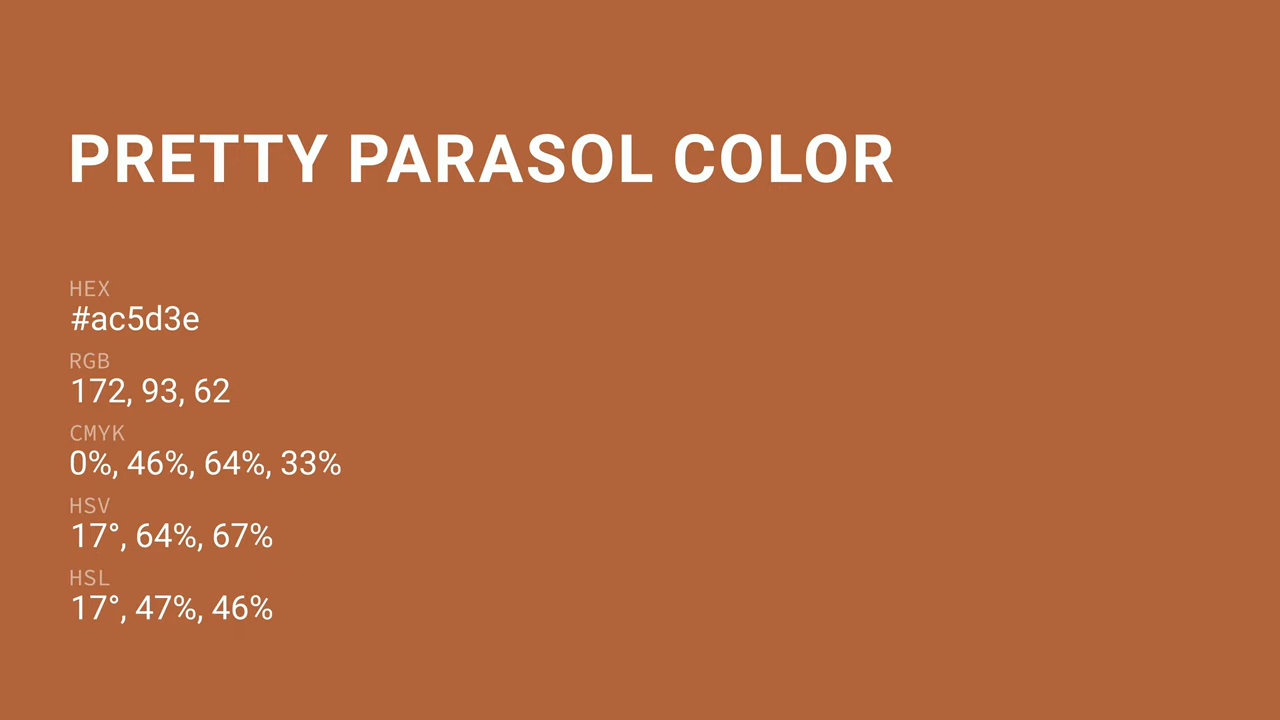 PRETTY PARASOL COLOR
HEX
#ac5d3e
RGB
172, 93, 62
CMYK
0%, 46%, 64%, 33%
HSV
17°, 64%, 67%
HSL
17°, 47%, 46%